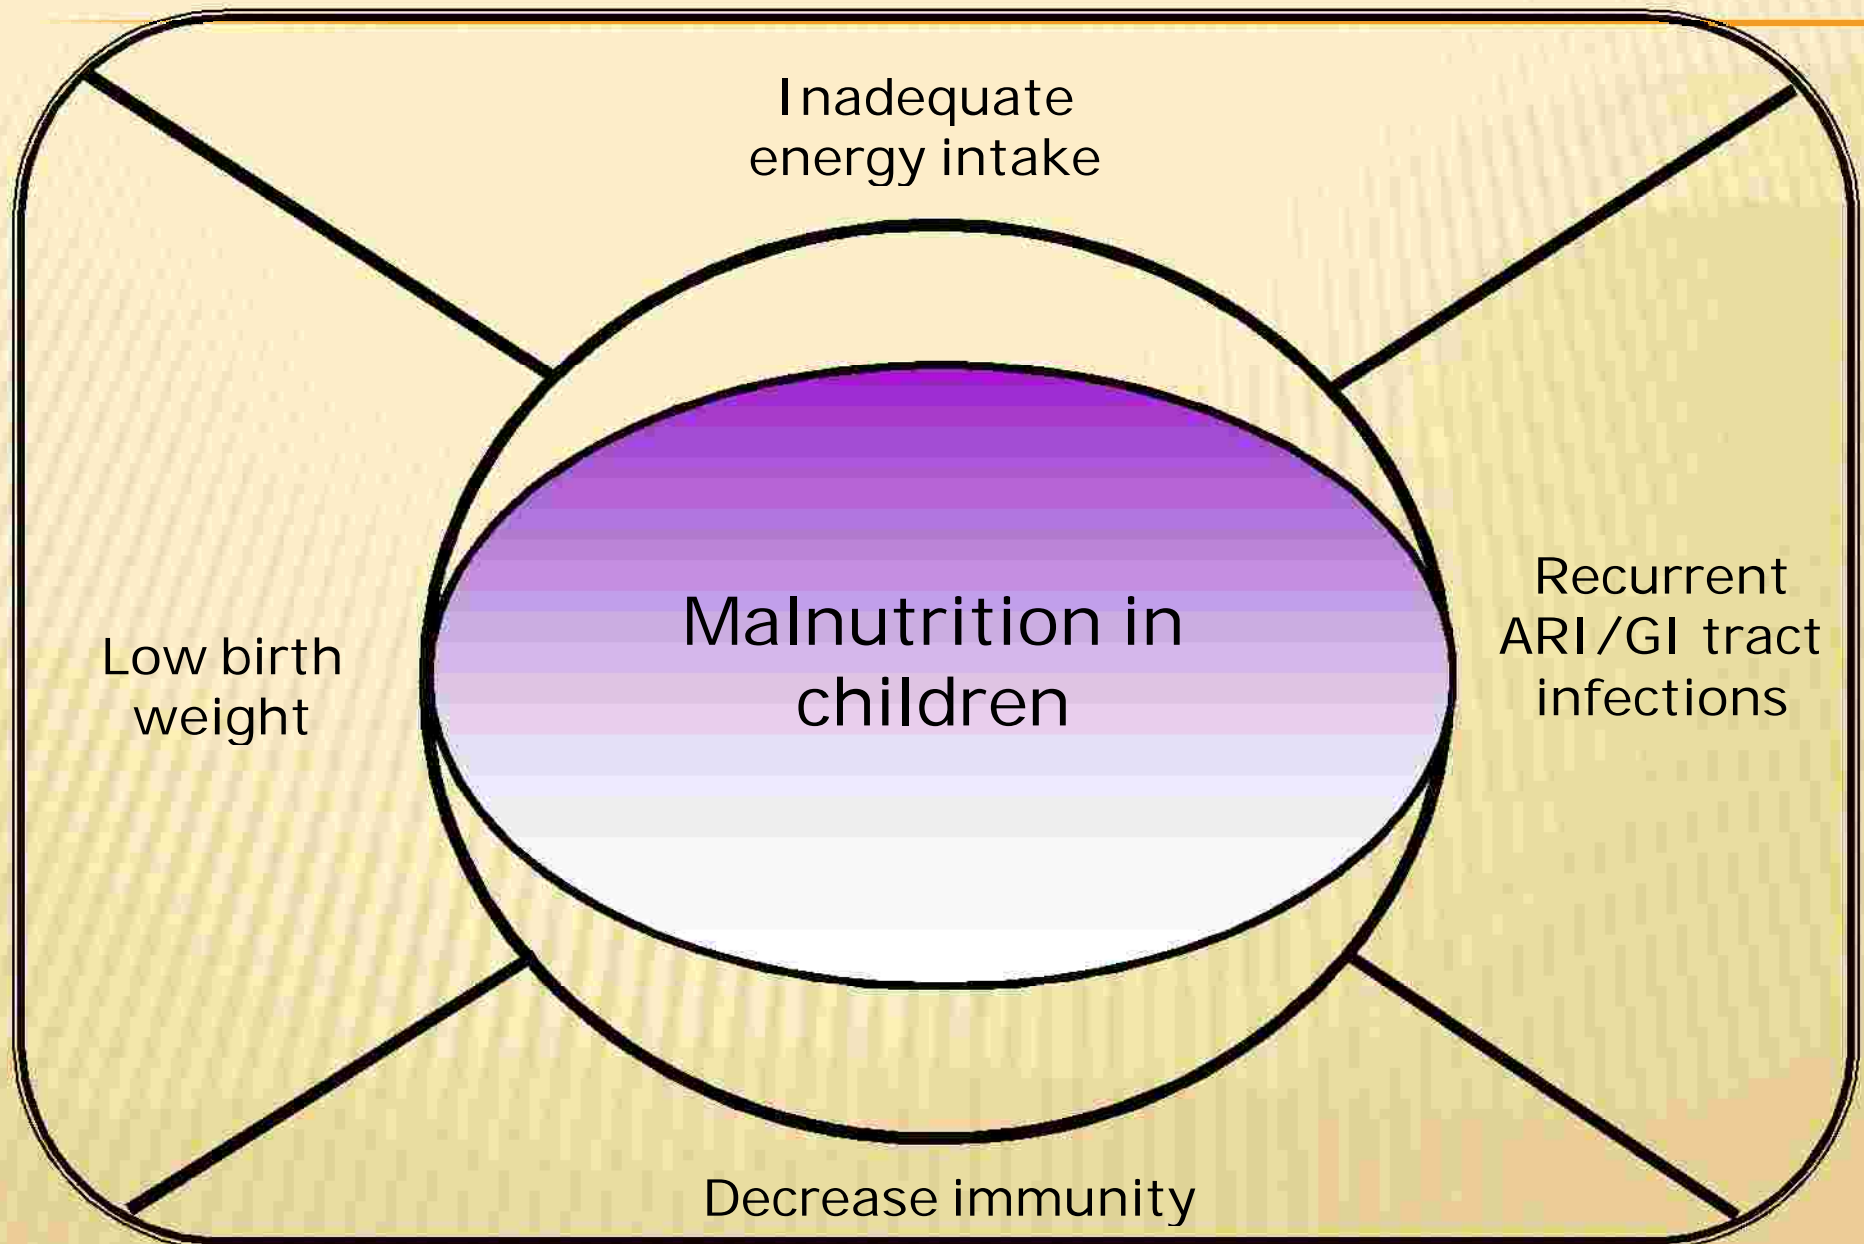 Inadequate
energy intake
Low birth
weight
Malnutrition in
children
Recurrent
ARI/GI tract
infections
Decrease immunity